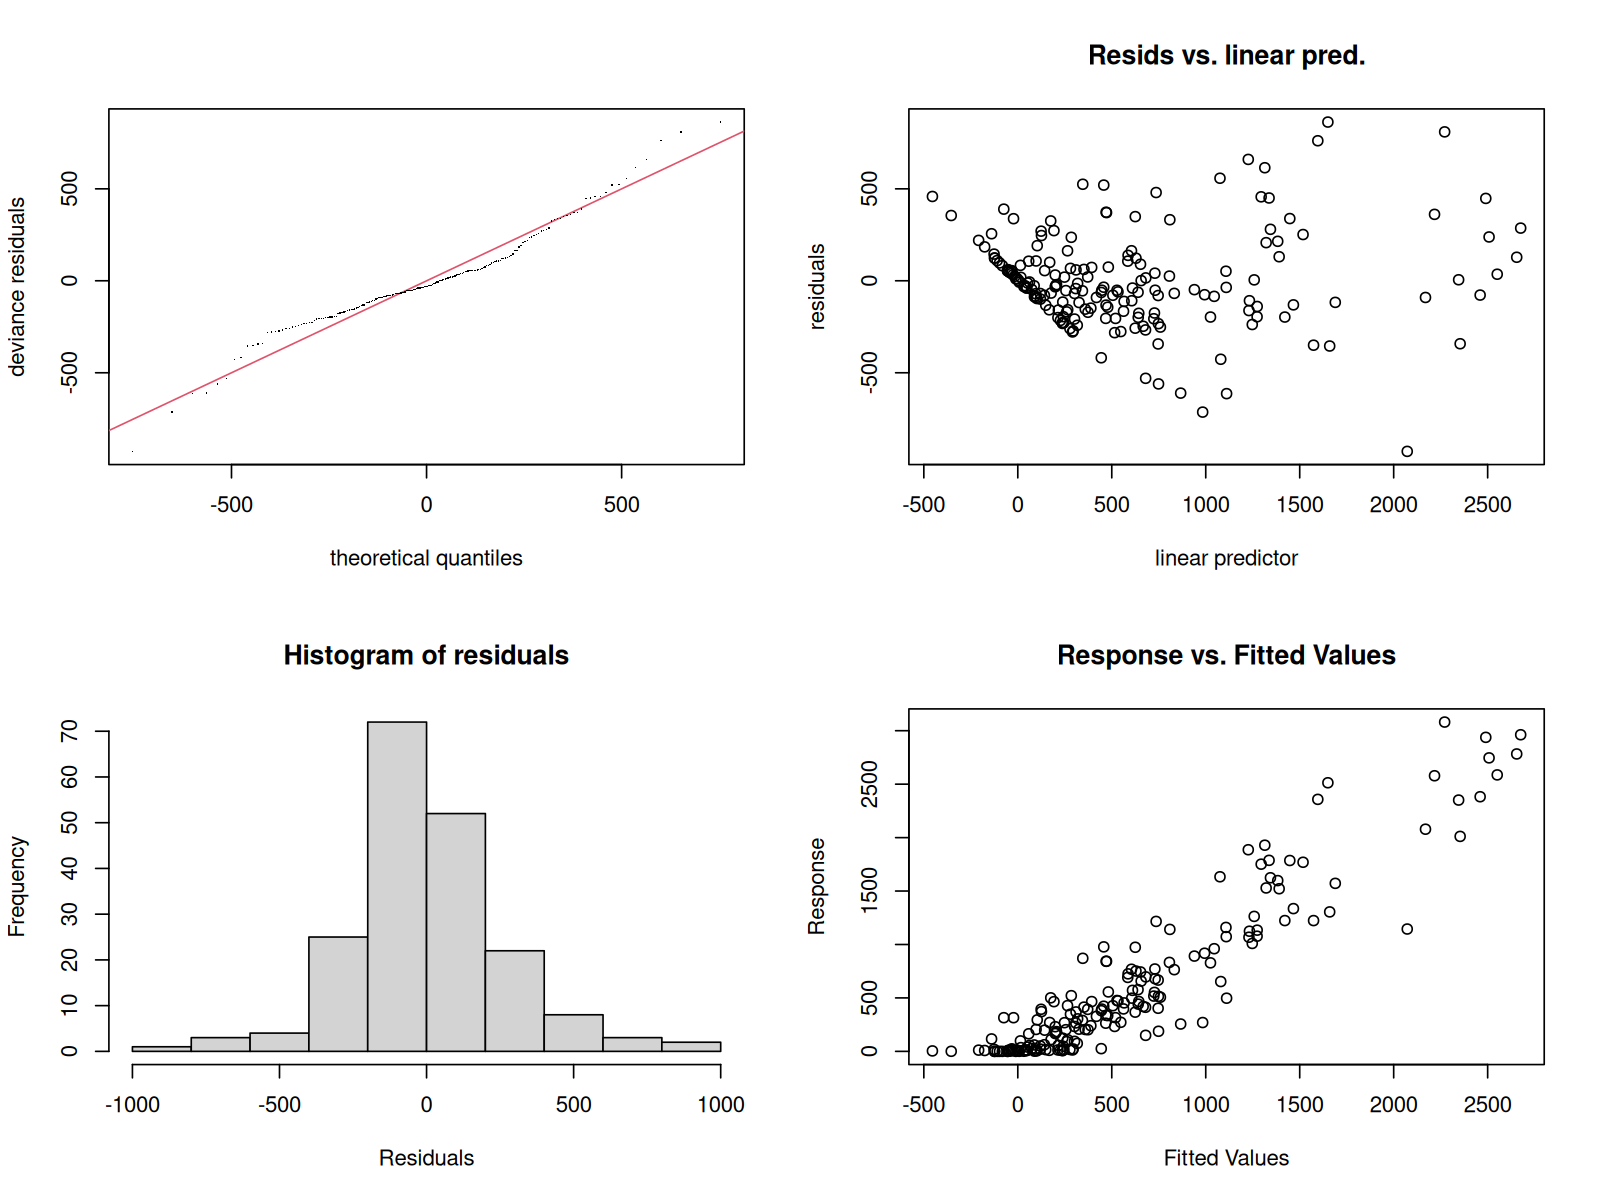 deviance residuals
500
0
-500
-500 0 500
theoretical quantiles
Resids vs. linear pred.
residuals
500
0
-500
-500 0 500 1000 1500 2000 2500
linear predictor
Histogram of residuals
Frequency
70
60
50
40
30
20
10
0
-1000 -500 0 500 1000
Residuals
Response vs. Fitted Values
Response
2500
1500
500
0
-500 0 500 1000 1500 2000 2500
Fitted Values